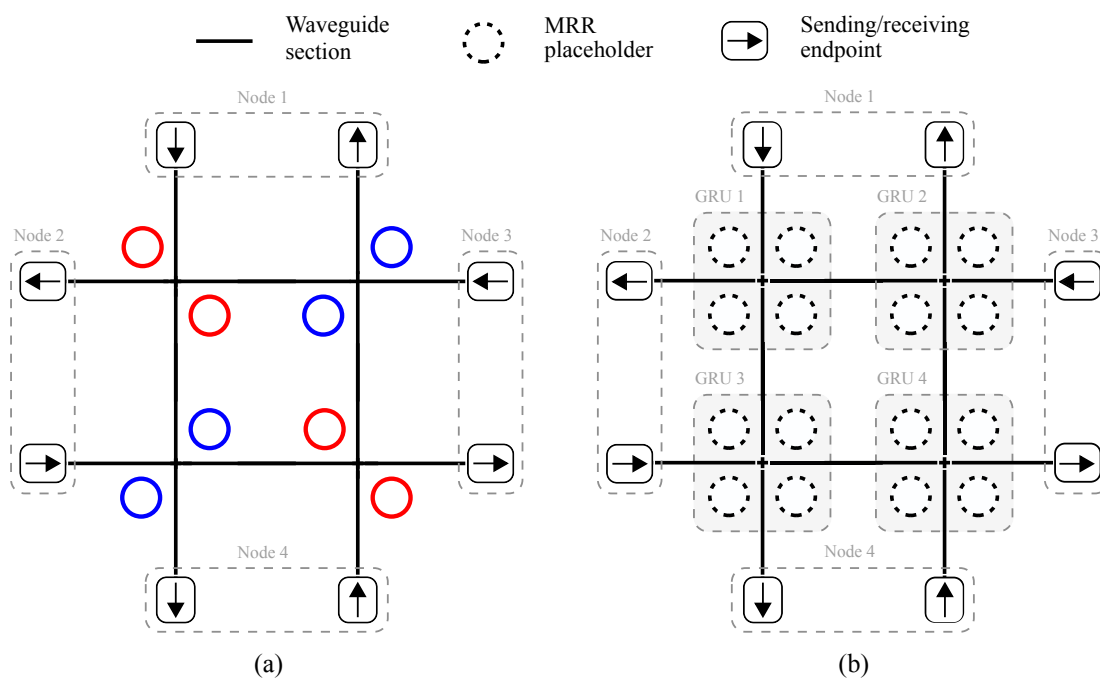 Waveguide
section
MRR
placeholder
Sending/receiving
endpoint
Node 1
Node 2
Node 3
Node 4
(a)
Node 1
GRU 1
GRU 2
Node 2
Node 3
GRU 3
GRU 4
Node 4
(b)